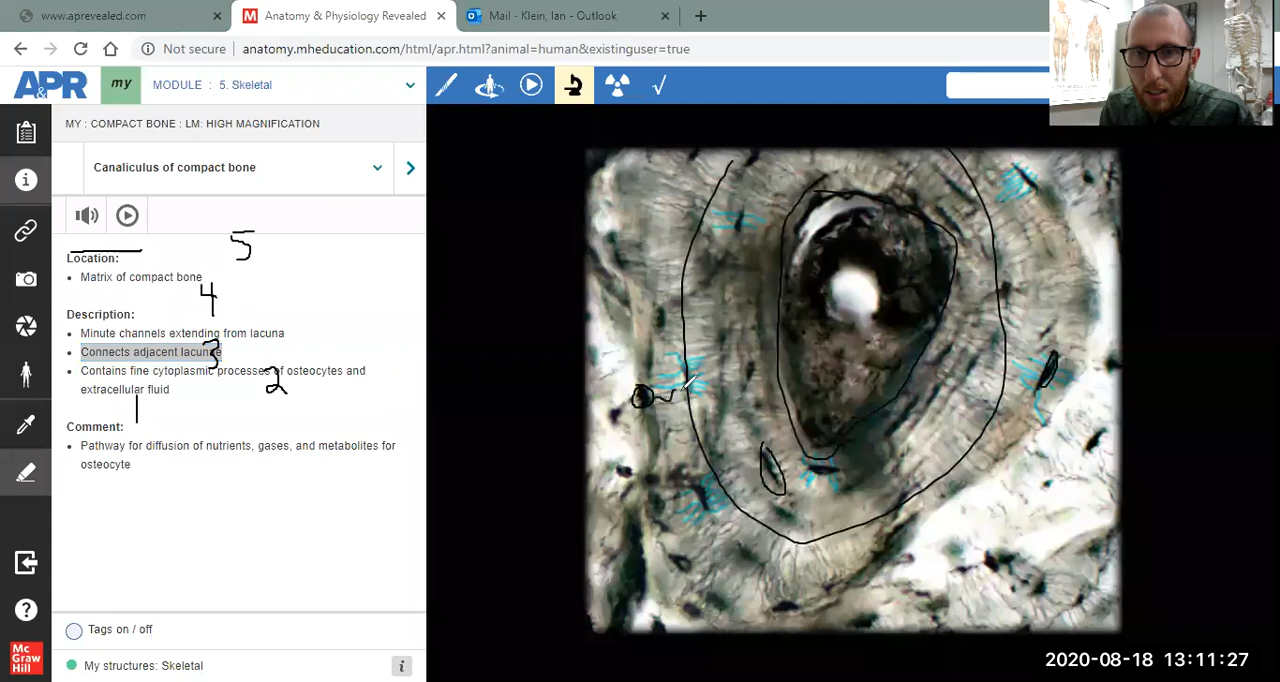 www.aprevealed.com
Anatomy & Physiology Revealed
Mail - Klein, Ian - Outlook
Not secure | anatomy.mheducation.com/html/apr.html?animal=human&existinguser=true
AP|R
my
MODULE : 5. Skeletal
MY : COMPACT BONE : LM: HIGH MAGNIFICATION
Canaliculus of compact bone
5
Location:
• Matrix of compact bone
4
Description:
• Minute channels extending from lacuna
• Connects adjacent lacunae
3
• Contains fine cytoplasmic processes of osteocytes and
extracellular fluid
2
1
Comment:
• Pathway for diffusion of nutrients, gases, and metabolites for
osteocyte
Tags on / off
My structures: Skeletal
i
Mc
Graw
Hill
2020-08-18 13:11:27